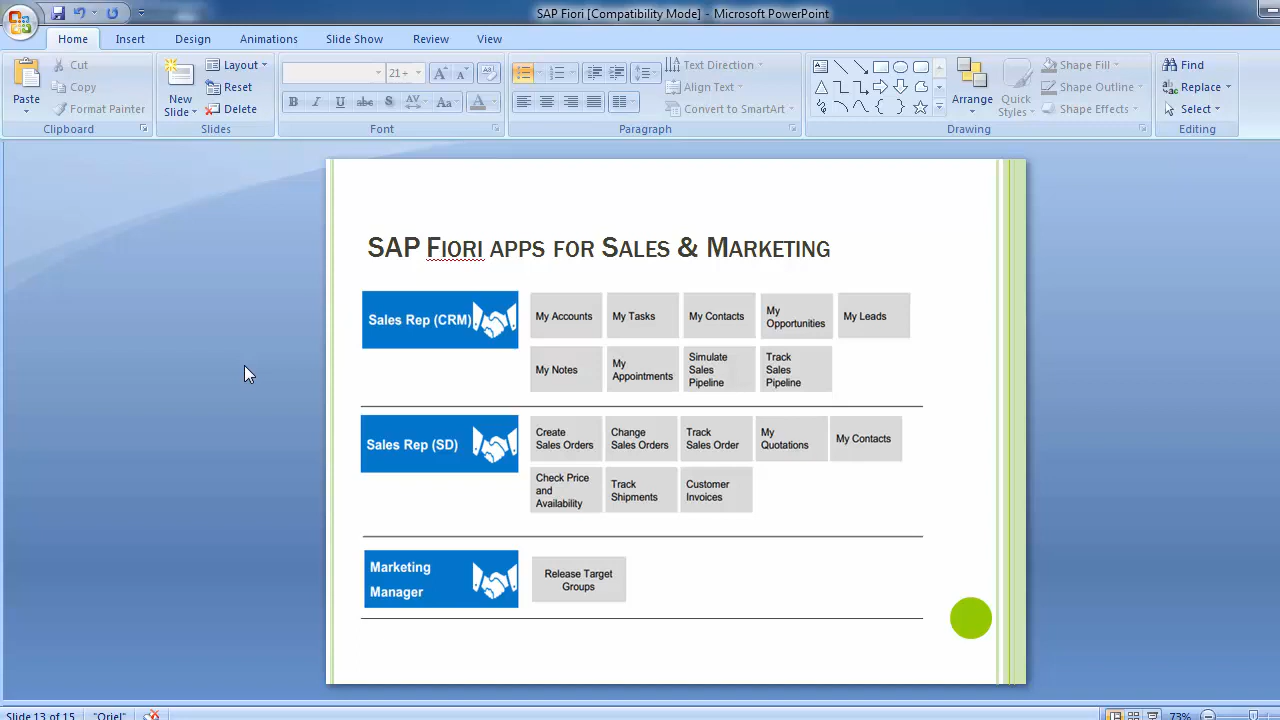 SAP Fiori [Compatibility Mode] - Microsoft PowerPoint
Home Insert Design Animations Slide Show Review View
Paste
Cut
Copy
Format Painter
Clipboard
New
Slide
Layout
Reset
Delete
Slides
21+
B I U abc S AV Aa A
Font
Text Direction
Align Text
Convert to SmartArt
Paragraph
Arrange
Quick
Styles
Shape Fill
Shape Outline
Shape Effects
Drawing
Find
Replace
Select
Editing
SAP FIORI APPS FOR SALES & MARKETING
Sales Rep (CRM)
My Accounts
My Tasks
My Contacts
My
Opportunities
My Leads
My Notes
My
Appointments
Simulate
Sales
Pipeline
Track
Sales
Pipeline
Sales Rep (SD)
Create
Sales Orders
Change
Sales Orders
Track
Sales Order
My
Quotations
My Contacts
Check Price
and
Availability
Track
Shipments
Customer
Invoices
Marketing
Manager
Release Target
Groups
Slide 13 of 15 "Oriel" 73%